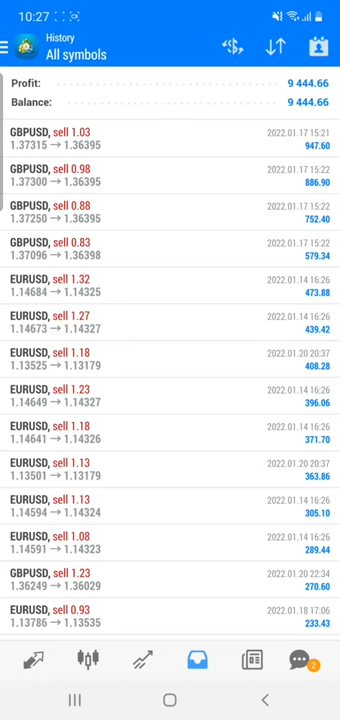 10:27
History
All symbols
Profit: 9 444.66
Balance: 9 444.66
GBPUSD, sell 1.03 2022.01.17 15:21
1.37315 → 1.36395 947.60
GBPUSD, sell 0.98 2022.01.17 15:22
1.37300 → 1.36395 886.90
GBPUSD, sell 0.88 2022.01.17 15:22
1.37250 → 1.36395 752.40
GBPUSD, sell 0.83 2022.01.17 15:22
1.37096 → 1.36398 579.34
EURUSD, sell 1.32 2022.01.14 16:26
1.14684 → 1.14325 473.88
EURUSD, sell 1.27 2022.01.14 16:26
1.14673 → 1.14327 439.42
EURUSD, sell 1.18 2022.01.20 20:37
1.13525 → 1.13179 408.28
EURUSD, sell 1.23 2022.01.14 16:26
1.14649 → 1.14327 396.06
EURUSD, sell 1.18 2022.01.14 16:26
1.14641 → 1.14326 371.70
EURUSD, sell 1.13 2022.01.20 20:37
1.13501 → 1.13179 363.86
EURUSD, sell 1.13 2022.01.14 16:26
1.14594 → 1.14324 305.10
EURUSD, sell 1.08 2022.01.14 16:26
1.14591 → 1.14323 289.44
GBPUSD, sell 1.23 2022.01.20 22:34
1.36249 → 1.36029 270.60
EURUSD, sell 0.93 2022.01.18 17:06
1.13786 → 1.13535 233.43
2